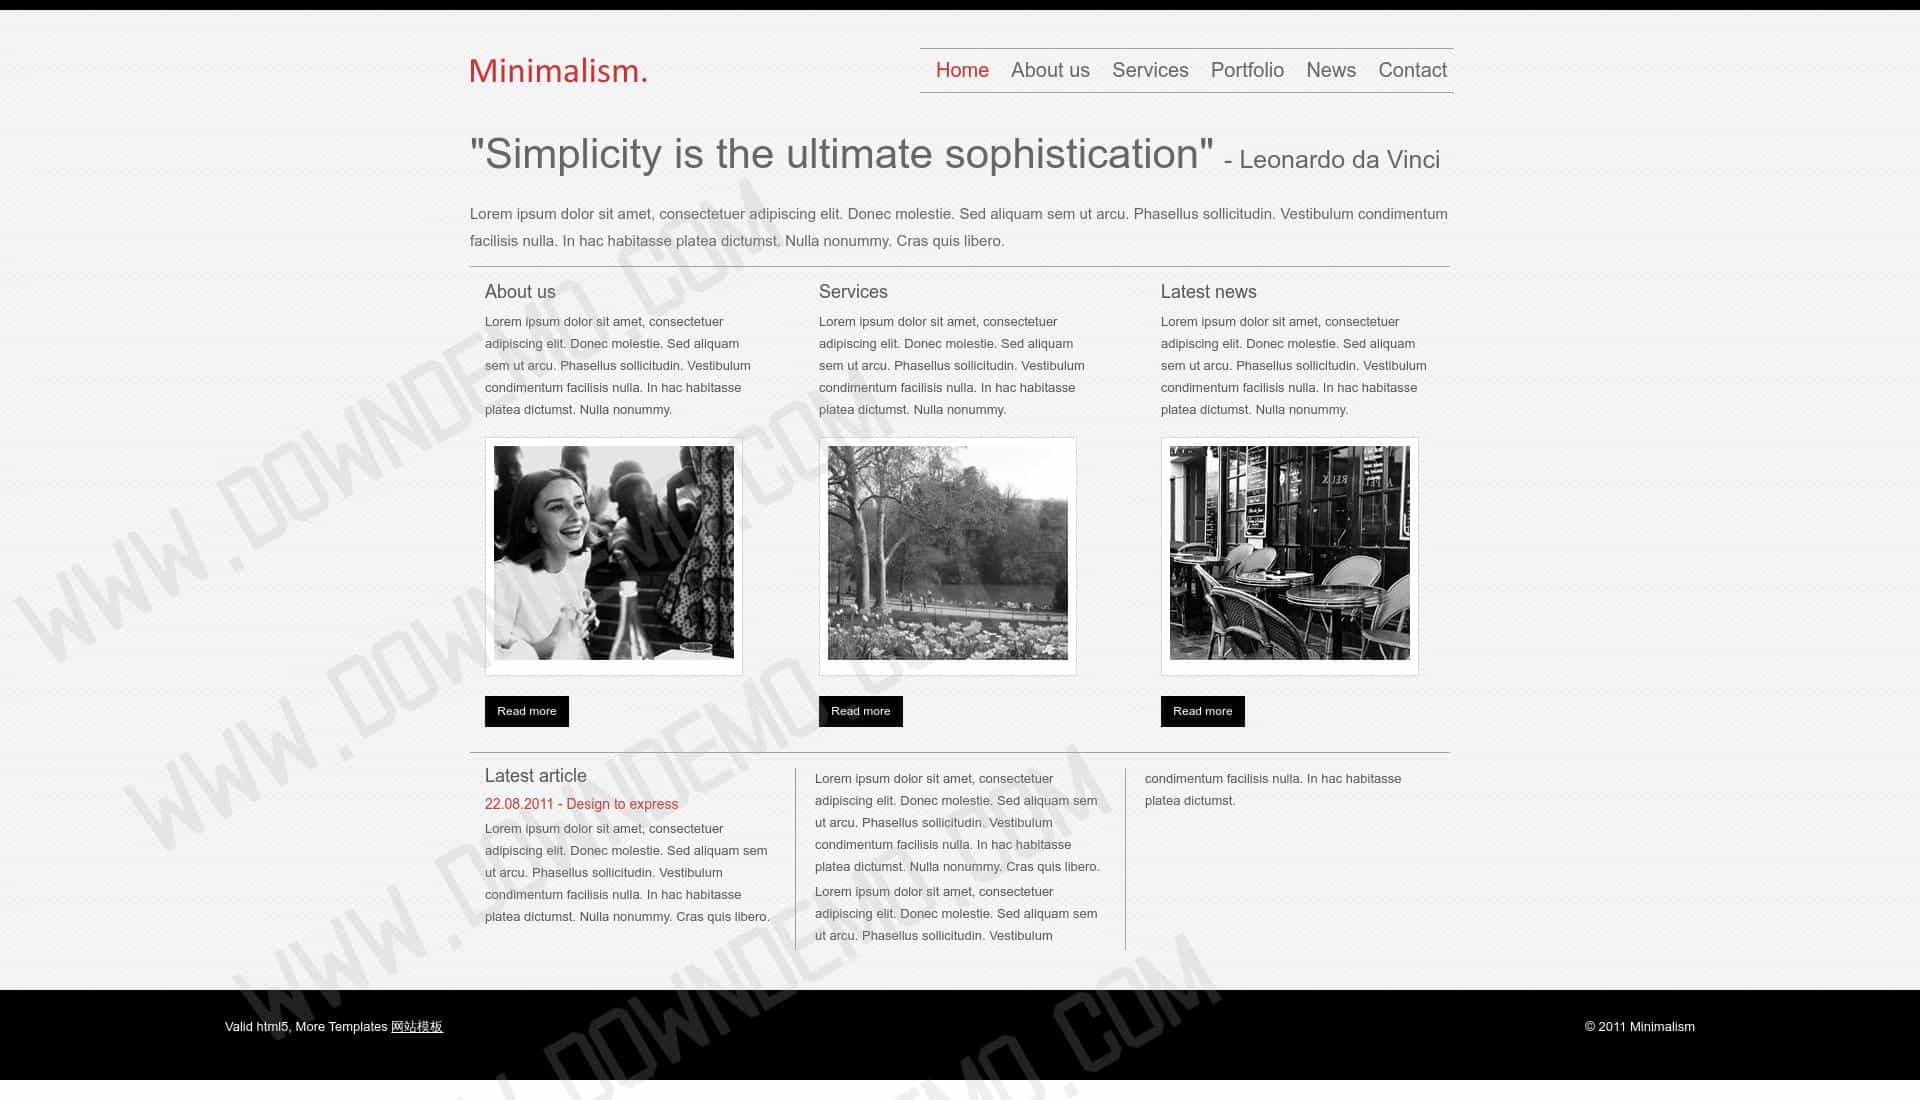 Minimalism.
Home About us Services Portfolio News Contact
"Simplicity is the ultimate sophistication" - Leonardo da Vinci
Lorem ipsum dolor sit amet, consectetuer adipiscing elit. Donec molestie. Sed aliquam sem ut arcu. Phasellus sollicitudin. Vestibulum condimentum
facilisis nulla. In hac habitasse platea dictumst. Nulla nonummy. Cras quis libero.
About us
Lorem ipsum dolor sit amet, consectetuer
adipiscing elit. Donec molestie. Sed aliquam
sem ut arcu. Phasellus sollicitudin. Vestibulum
condimentum facilisis nulla. In hac habitasse
platea dictumst. Nulla nonummy.
Read more
Services
Lorem ipsum dolor sit amet, consectetuer
adipiscing elit. Donec molestie. Sed aliquam
sem ut arcu. Phasellus sollicitudin. Vestibulum
condimentum facilisis nulla. In hac habitasse
platea dictumst. Nulla nonummy.
Read more
Latest news
Lorem ipsum dolor sit amet, consectetuer
adipiscing elit. Donec molestie. Sed aliquam
sem ut arcu. Phasellus sollicitudin. Vestibulum
condimentum facilisis nulla. In hac habitasse
platea dictumst. Nulla nonummy.
Read more
Latest article
22.08.2011 - Design to express
Lorem ipsum dolor sit amet, consectetuer
adipiscing elit. Donec molestie. Sed aliquam sem
ut arcu. Phasellus sollicitudin. Vestibulum
condimentum facilisis nulla. In hac habitasse
platea dictumst. Nulla nonummy. Cras quis libero.
Lorem ipsum dolor sit amet, consectetuer
adipiscing elit. Donec molestie. Sed aliquam sem
ut arcu. Phasellus sollicitudin. Vestibulum
condimentum facilisis nulla. In hac habitasse
platea dictumst. Nulla nonummy. Cras quis libero.
Lorem ipsum dolor sit amet, consectetuer
adipiscing elit. Donec molestie. Sed aliquam sem
ut arcu. Phasellus sollicitudin. Vestibulum
condimentum facilisis nulla. In hac habitasse
platea dictumst.
Valid html5, More Templates 网站模板
© 2011 Minimalism
WWW.DOWNDEMO.COM
WWW.DOWNDEMO.COM
WWW.DOWNDEMO.COM
W.DOWNDEMO.COM
EMO.COM